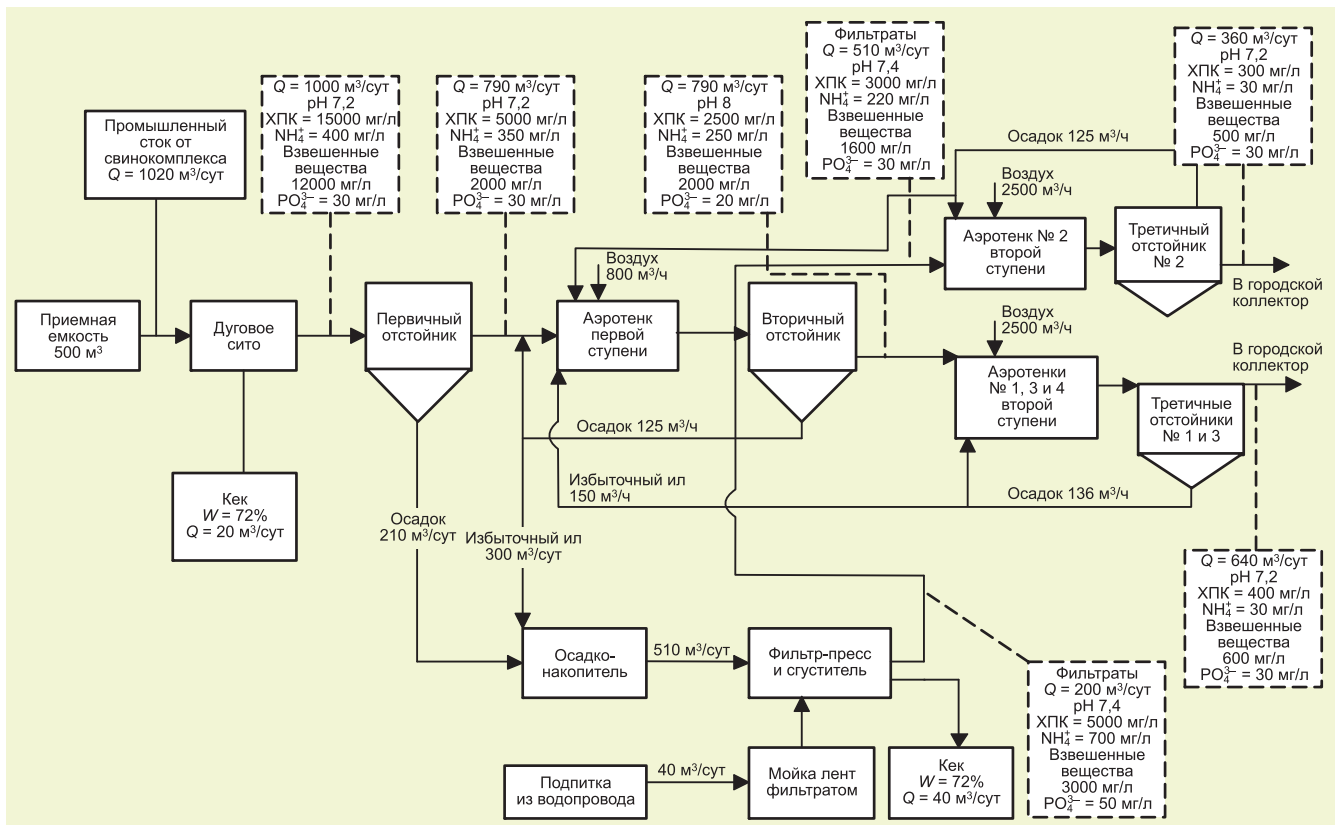 Промышленный
сток от
свинокомплекса
Q = 1020 м³/сут
Q = 1000 м³/сут
pH 7,2
ХПК = 15000 мг/л
NH₄⁺ = 400 мг/л
Взвешенные
вещества
12000 мг/л
PO₄³⁻ = 30 мг/л
Q = 790 м³/сут
pH 7,2
ХПК = 5000 мг/л
NH₄⁺ = 350 мг/л
Взвешенные
вещества
2000 мг/л
PO₄³⁻ = 30 мг/л
Q = 790 м³/сут
pH 8
ХПК = 2500 мг/л
NH₄⁺ = 250 мг/л
Взвешенные
вещества
2000 мг/л
PO₄³⁻ = 20 мг/л
Фильтраты
Q = 510 м³/сут
pH 7,4
ХПК = 3000 мг/л
NH₄⁺ = 220 мг/л
Взвешенные
вещества
1600 мг/л
PO₄³⁻ = 30 мг/л
Осадок 125 м³/ч
Q = 360 м³/сут
pH 7,2
ХПК = 300 мг/л
NH₄⁺ = 30 мг/л
Взвешенные
вещества
500 мг/л
PO₄³⁻ = 30 мг/л
Воздух
2500 м³/ч
Аэротенк № 2
второй
ступени
Третичный
отстойник
№ 2
В городской
коллектор
Приемная
емкость
500 м³
Дуговое
сито
Первичный
отстойник
Воздух
800 м³/ч
Аэротенк
первой
ступени
Вторичный
отстойник
Воздух
2500 м³/ч
Аэротенки
№ 1, 3 и 4
второй
ступени
Третичные
отстойники
№ 1 и 3
В городской
коллектор
Осадок 125 м³/ч
Избыточный ил
150 м³/ч
Осадок 136 м³/ч
Кек
W = 72%
Q = 20 м³/сут
Осадок
210 м³/сут
Избыточный ил
300 м³/сут
Q = 640 м³/сут
pH 7,2
ХПК = 400 мг/л
NH₄⁺ = 30 мг/л
Взвешенные
вещества
600 мг/л
PO₄³⁻ = 30 мг/л
Осадко-
накопитель
510 м³/сут
Фильтр-пресс
и сгуститель
Фильтраты
Q = 200 м³/сут
pH 7,4
ХПК = 5000 мг/л
NH₄⁺ = 700 мг/л
Взвешенные
вещества
3000 мг/л
PO₄³⁻ = 50 мг/л
Подпитка
из водопровода
40 м³/сут
Мойка лент
фильтратом
Кек
W = 72%
Q = 40 м³/сут